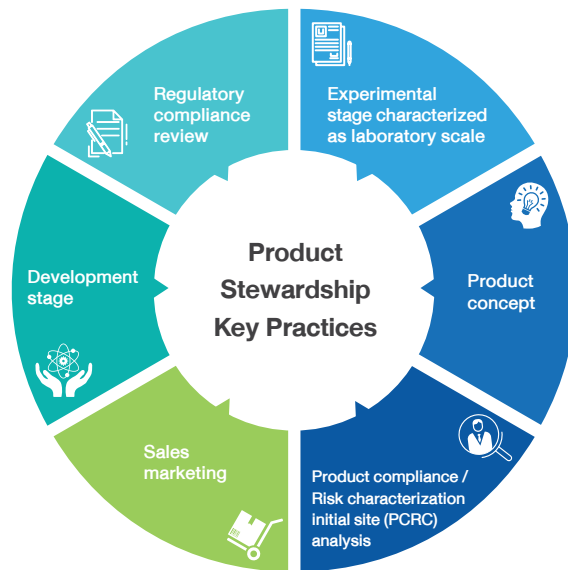 Product
Stewardship
Key Practices
Experimental
stage characterized
as laboratory scale
Product
concept
Product compliance /
Risk characterization
initial site (PCRC)
analysis
Sales
marketing
Development
stage
Regulatory
compliance
review